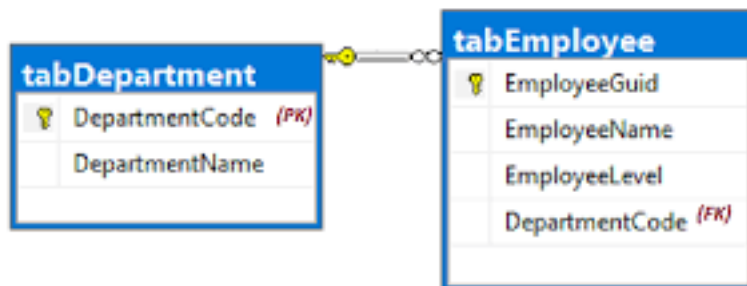 tabDepartment
DepartmentCode (PK)
DepartmentName
tabEmployee
EmployeeGuid
EmployeeName
EmployeeLevel
DepartmentCode (FK)